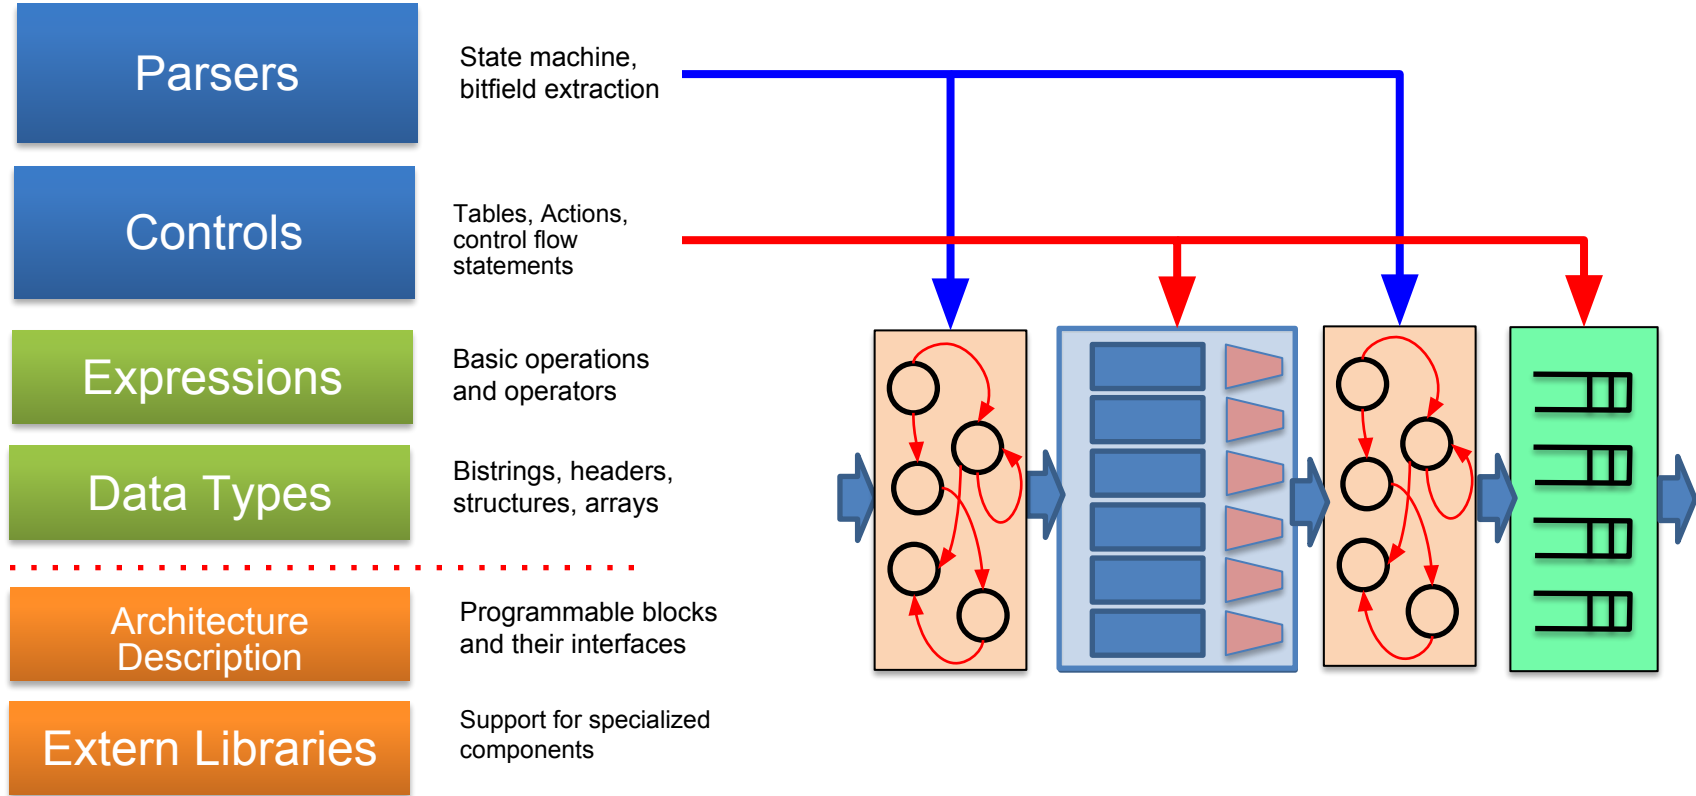 Parsers
State machine,
bitfield extraction
Controls
Tables, Actions,
control flow
statements
Expressions
Basic operations
and operators
Data Types
Bistrings, headers,
structures, arrays
Architecture
Description
Programmable blocks
and their interfaces
Extern Libraries
Support for specialized
components